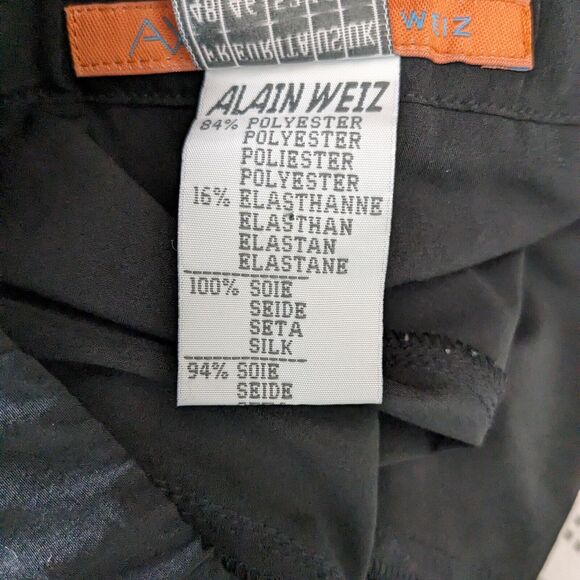 WEIZ
ALAIN WEIZ
84% POLYESTER
POLYESTER
POLIESTER
POLYESTER
16% ELASTHANNE
ELASTHAN
ELASTAN
ELASTANE
100% SOIE
SEIDE
SETA
SILK
94% SOIE
SEIDE